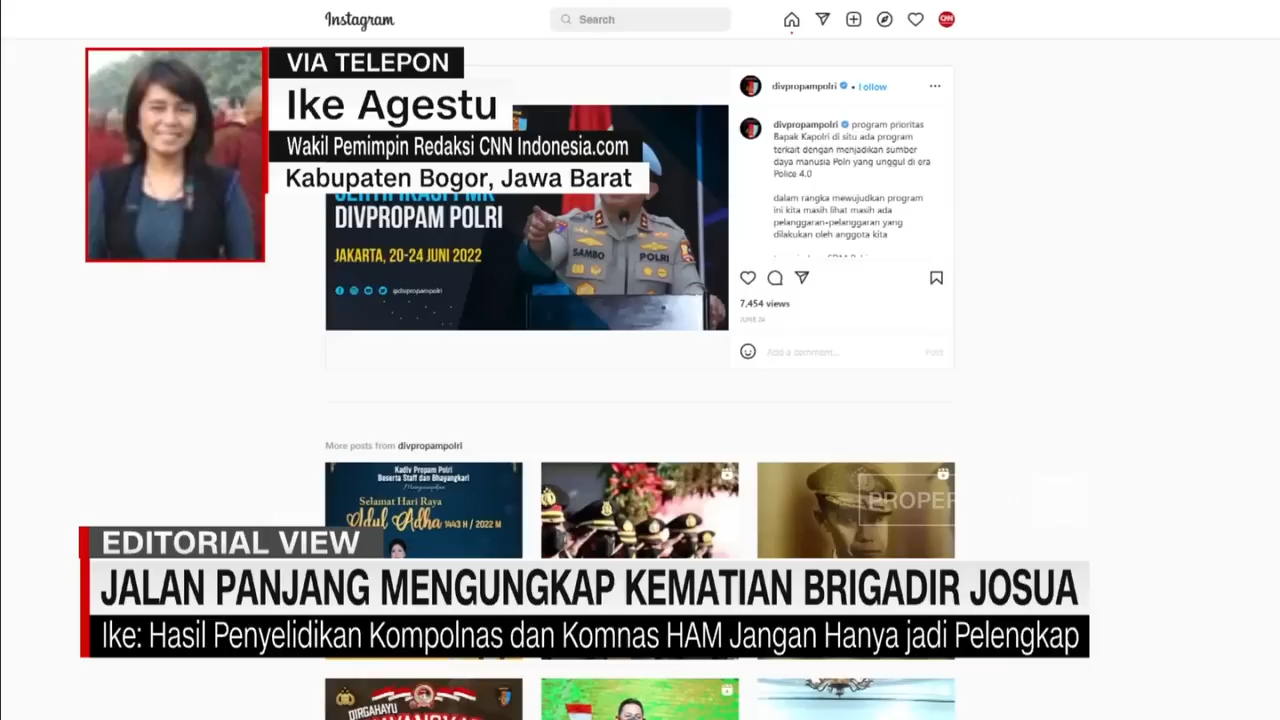 Instagram
Search
CNN
VIA TELEPON
Ike Agestu
Wakil Pemimpin Redaksi CNN Indonesia.com
Kabupaten Bogor, Jawa Barat
DIVPROPAM POLRI
JAKARTA, 20-24 JUNI 2022
@divpropampolri
SAMBO
POLRI
divpropampolri • Follow
divpropampolri program prioritas
Bapak Kapolri di situ ada program
terkait dengan menjadikan sumber
daya manusia Polri yang unggul di era
Police 4.0
dalam rangka mewujudkan program
ini kita masih lihat masih ada
pelanggaran-pelanggaran yang
dilakukan oleh anggota kita
7,454 views
JUNE 24
Add a comment...
Post
More posts from divpropampolri
Kadiv Propam Polri
Beserta Staff dan Bhayangkari
Mengucapkan
Selamat Hari Raya
Idul Adha 1443 H / 2022 M
PROPER
EDITORIAL VIEW
JALAN PANJANG MENGUNGKAP KEMATIAN BRIGADIR JOSUA
Ike: Hasil Penyelidikan Kompolnas dan Komnas HAM Jangan Hanya jadi Pelengkap
DIRGAHAYU